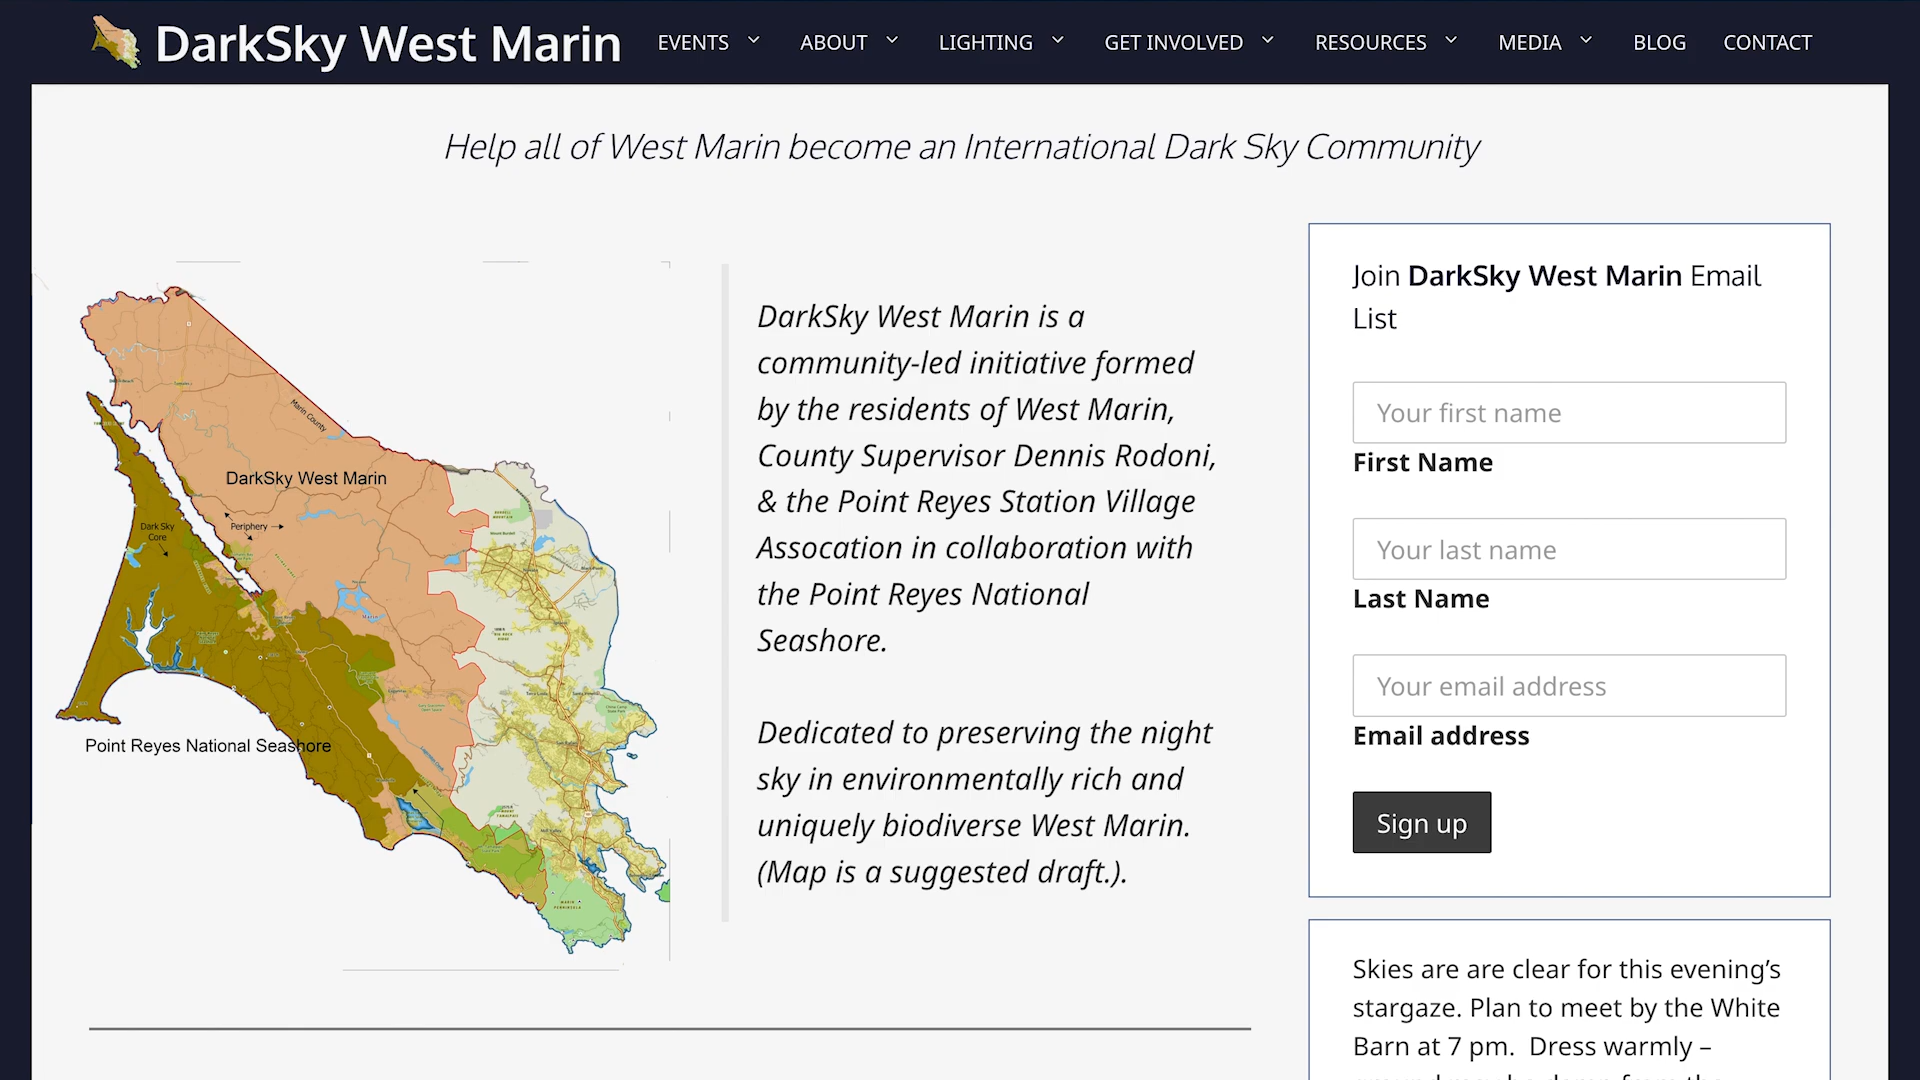 DarkSky West Marin
EVENTS
ABOUT
LIGHTING
GET INVOLVED
RESOURCES
MEDIA
BLOG
CONTACT
Help all of West Marin become an International Dark Sky Community
Marin County
DarkSky West Marin
Periphery
Dark Sky
Core
Point Reyes National Seashore
DarkSky West Marin is a
community-led initiative formed
by the residents of West Marin,
County Supervisor Dennis Rodoni,
& the Point Reyes Station Village
Assocation in collaboration with
the Point Reyes National
Seashore.
Dedicated to preserving the night
sky in environmentally rich and
uniquely biodiverse West Marin.
(Map is a suggested draft.).
Join DarkSky West Marin Email
List
Your first name
First Name
Your last name
Last Name
Your email address
Email address
Sign up
Skies are are clear for this evening’s
stargaze. Plan to meet by the White
Barn at 7 pm. Dress warmly –